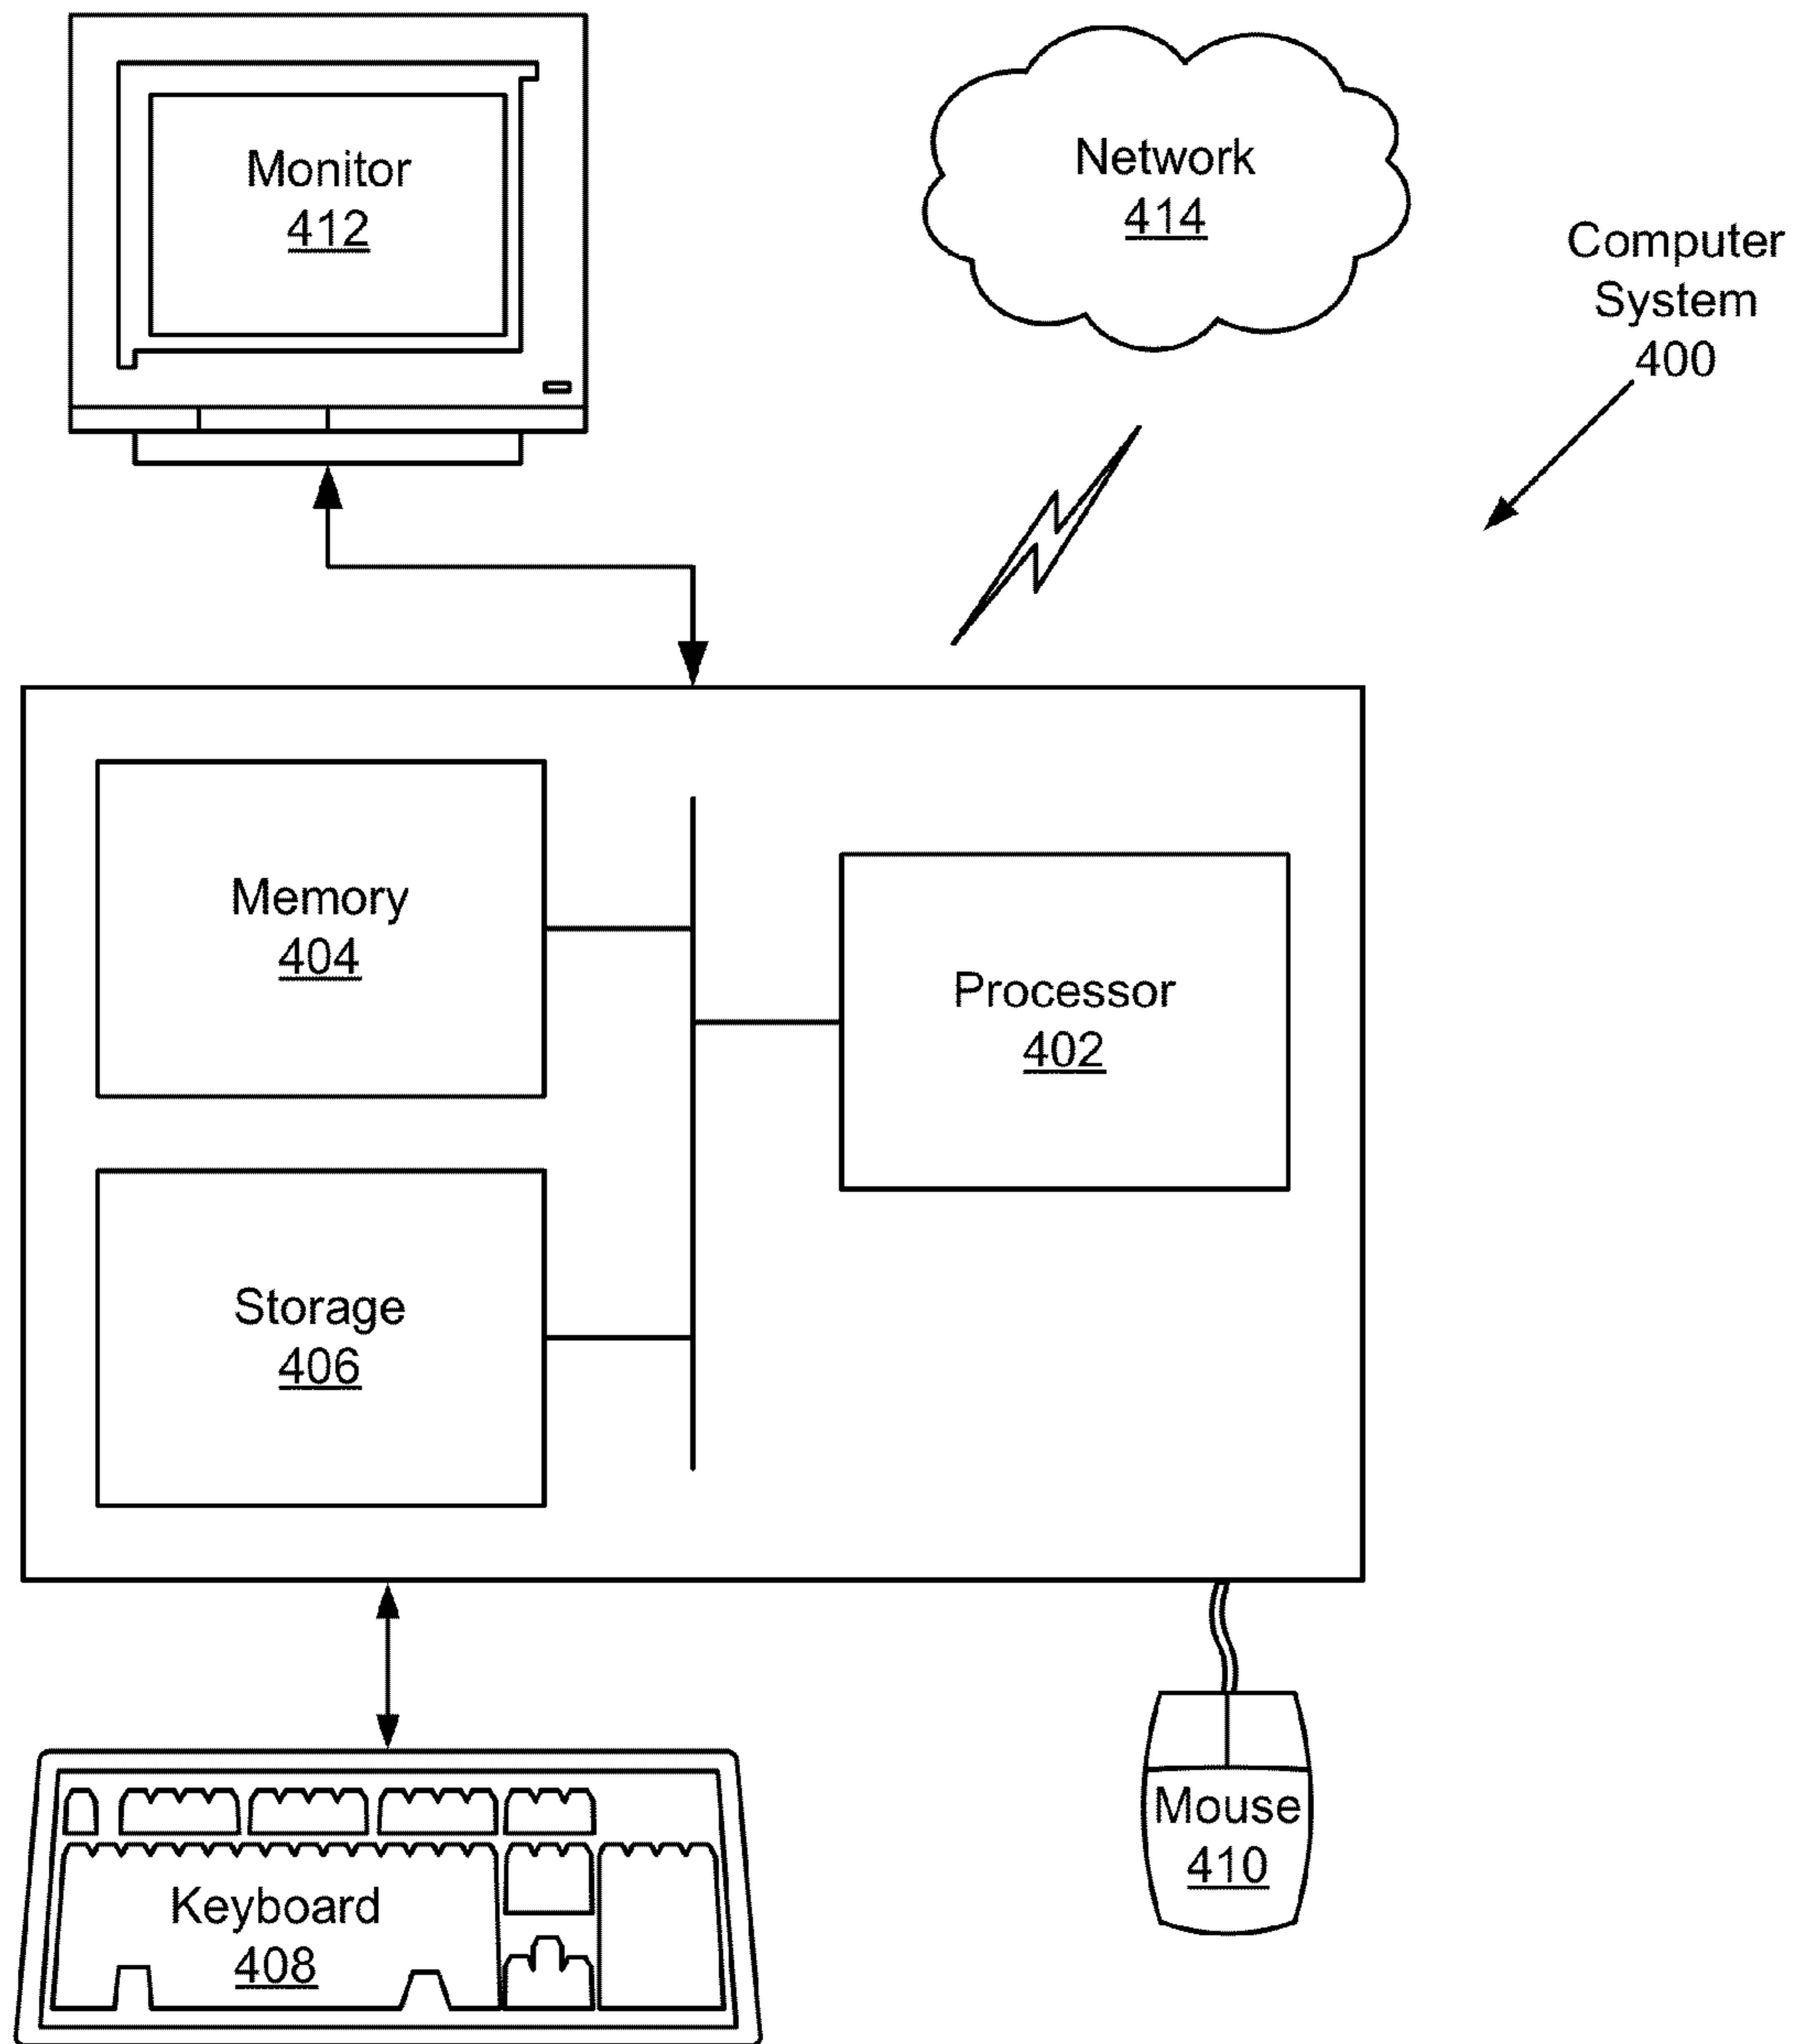 Monitor
412
Network
414
Computer
System
400
Memory
404
Processor
402
Storage
406
Keyboard
408
Mouse
410